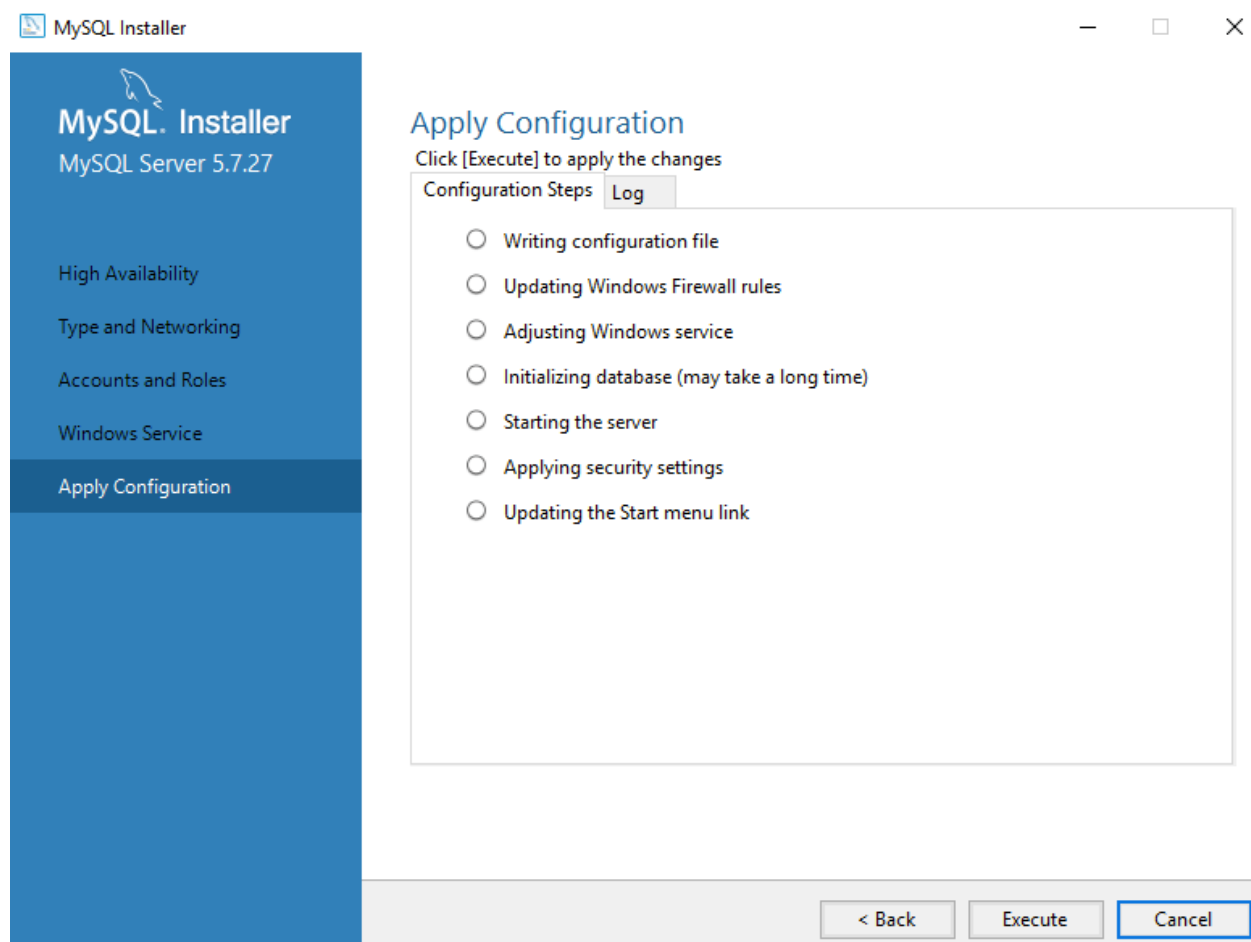 MySQL Installer
MySQL. Installer
MySQL Server 5.7.27
High Availability
Type and Networking
Accounts and Roles
Windows Service
Apply Configuration
Apply Configuration
Click [Execute] to apply the changes
Configuration Steps Log
Writing configuration file
Updating Windows Firewall rules
Adjusting Windows service
Initializing database (may take a long time)
Starting the server
Applying security settings
Updating the Start menu link
< Back Execute Cancel